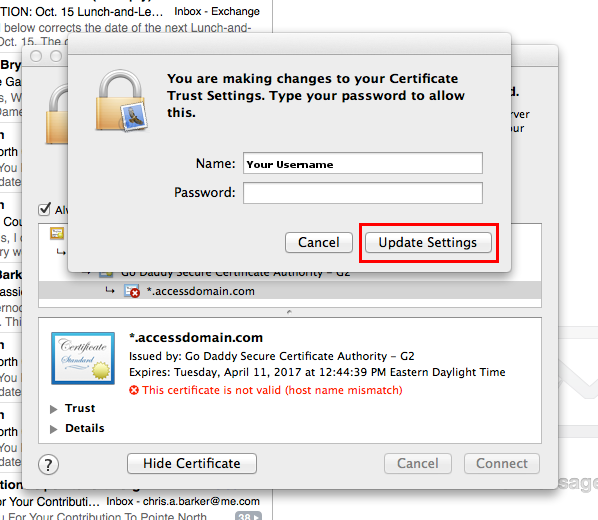 TION: Oct. 15 Lunch-and-Le... Inbox - Exchange
l below corrects the date of the next Lunch-and-
Oct. 15. The
You are making changes to your Certificate
Trust Settings. Type your password to allow
this.
Name: Your Username
Password:
Cancel Update Settings
Go Daddy Secure Certificate Authority – G2
*.accessdomain.com
Certificate
Standard
*.accessdomain.com
Issued by: Go Daddy Secure Certificate Authority – G2
Expires: Tuesday, April 11, 2017 at 12:44:39 PM Eastern Daylight Time
This certificate is not valid (host name mismatch)
Trust
Details
? Hide Certificate Cancel Connect
For Your Contributi... Inbox - chris.a.barker@me.com
You For Your Contribution To Pointe North
38